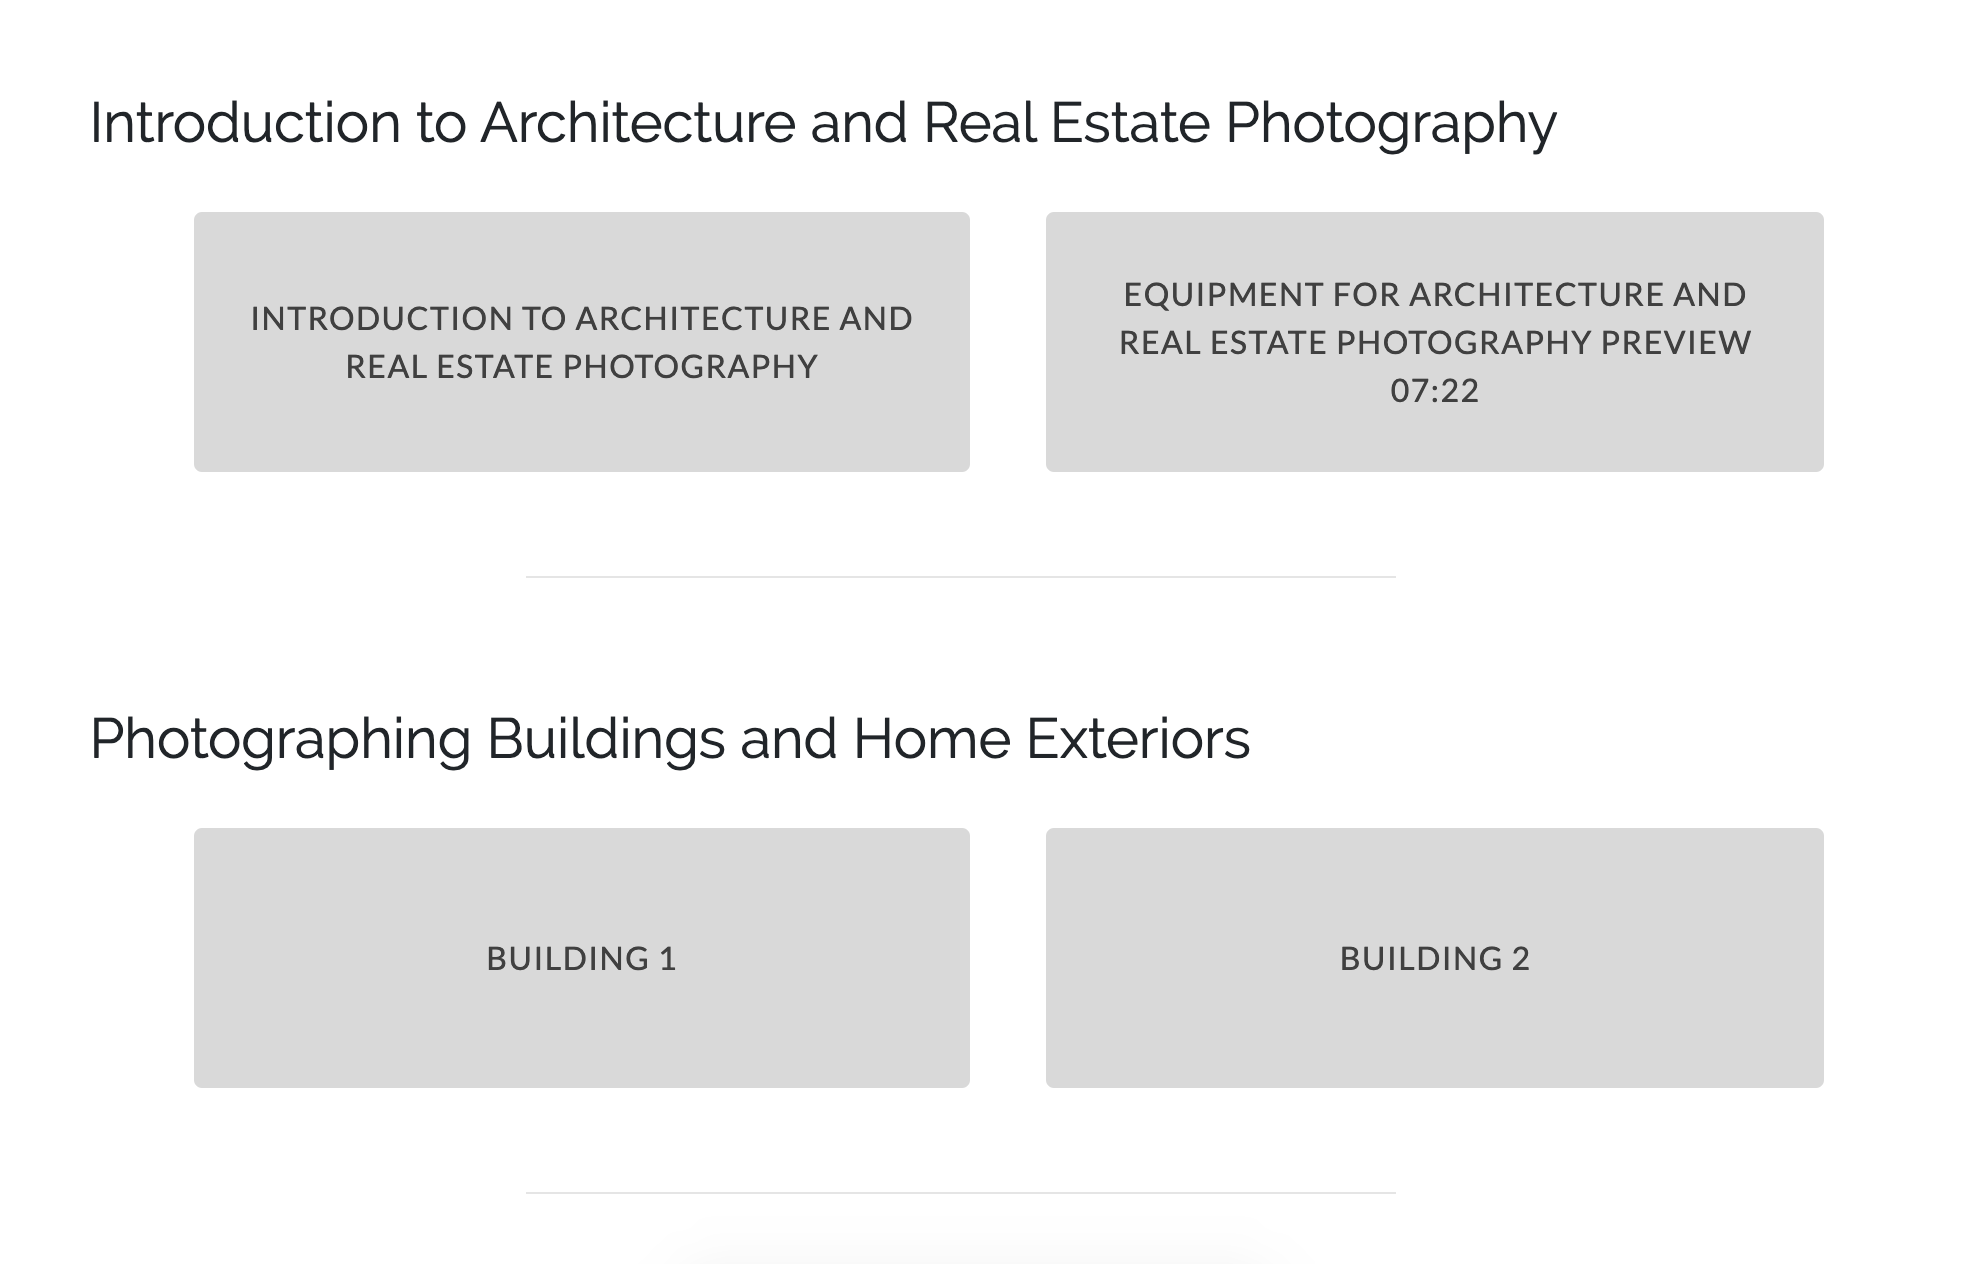 Introduction to Architecture and Real Estate Photography
INTRODUCTION TO ARCHITECTURE AND
REAL ESTATE PHOTOGRAPHY
EQUIPMENT FOR ARCHITECTURE AND
REAL ESTATE PHOTOGRAPHY PREVIEW
07:22
Photographing Buildings and Home Exteriors
BUILDING 1
BUILDING 2